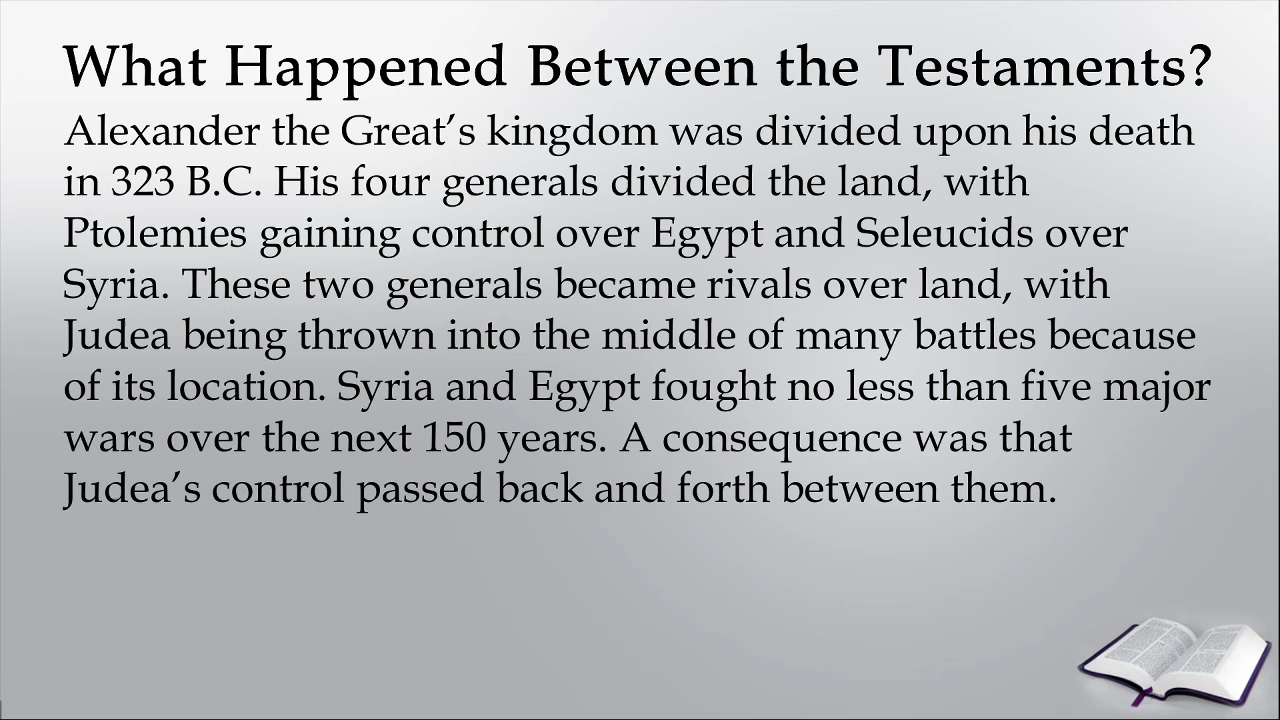 What Happened Between the Testaments?
Alexander the Great’s kingdom was divided upon his death
in 323 B.C. His four generals divided the land, with
Ptolemies gaining control over Egypt and Seleucids over
Syria. These two generals became rivals over land, with
Judea being thrown into the middle of many battles because
of its location. Syria and Egypt fought no less than five major
wars over the next 150 years. A consequence was that
Judea’s control passed back and forth between them.